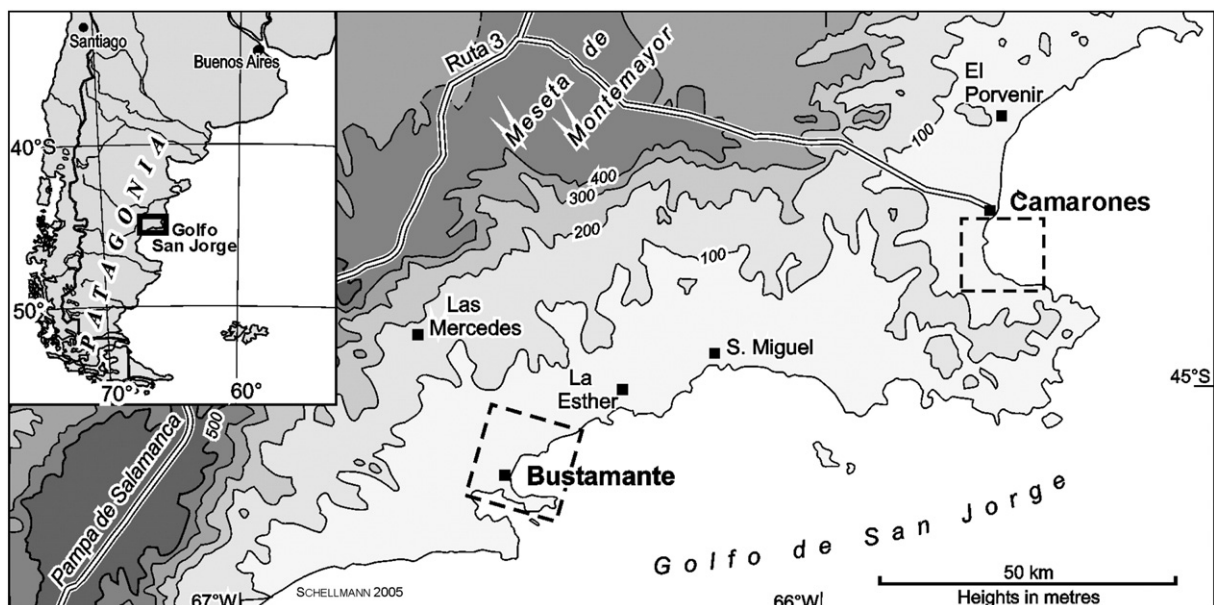 Santiago
Buenos Aires
40°S
PATAGONIA
Golfo
San Jorge
50°S
70°
60°
Ruta 3
Meseta de
Montemayor
El
Porvenir
100
Camarones
400
300
200
100
Las
Mercedes
S. Miguel
La
Esther
45°S
500
Pampa de Salamanca
Bustamante
Golfo de San Jorge
50 km
Heights in metres
67°W
SCHELLMANN 2005
66°W